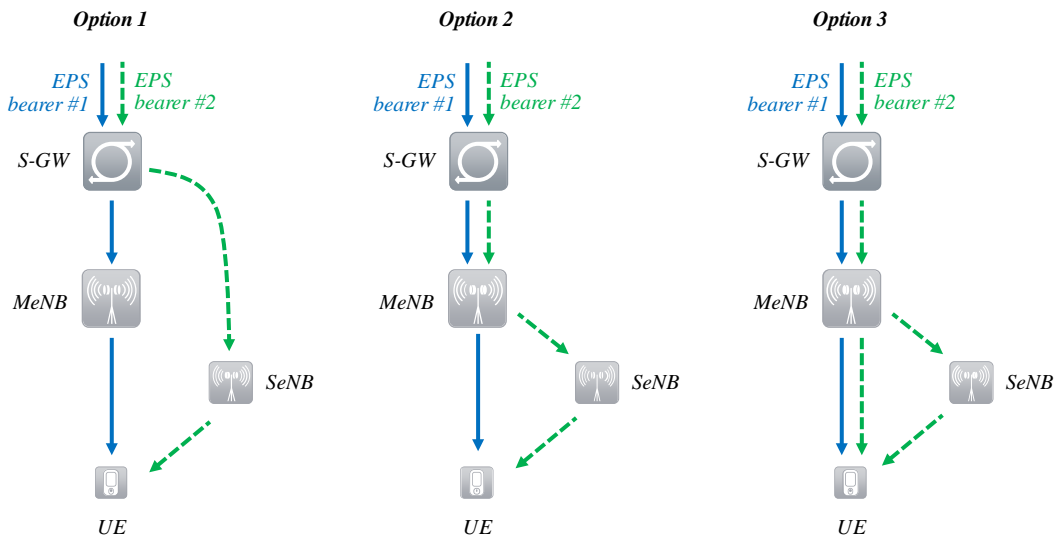 Option 1
EPS
bearer #1
EPS
bearer #2
S-GW
MeNB
SeNB
UE
Option 2
EPS
bearer #1
EPS
bearer #2
S-GW
MeNB
SeNB
UE
Option 3
EPS
bearer #1
EPS
bearer #2
S-GW
MeNB
SeNB
UE